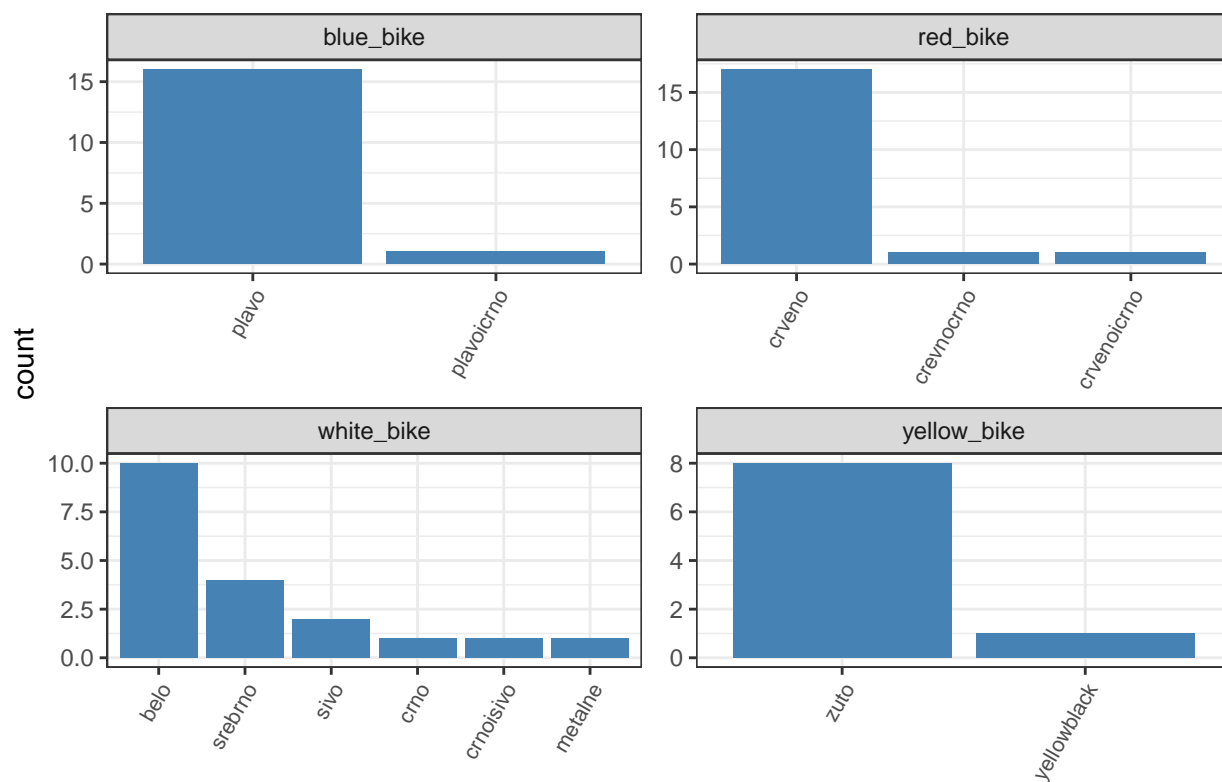 blue_bike
red_bike
15
10
5
0
15
10
5
0
plavo
plavoicrno
crveno
crevnocrno
crvenoicrno
count
white_bike
yellow_bike
10.0
7.5
5.0
2.5
0.0
8
6
4
2
0
belo
srebrno
sivo
crno
crnoisivo
metalne
zuto
yellowblack